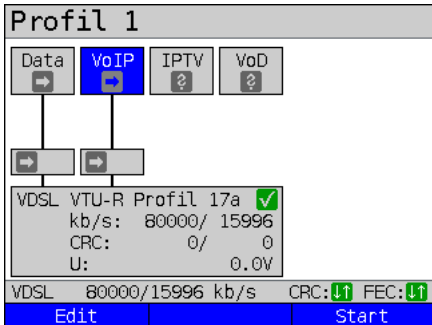 Profil 1
Data VoIP IPTV VoD
? ?
VDSL VTU-R Profil 17a
kb/s: 80000/ 15996
CRC: 0/ 0
U: 0.0V
VDSL 80000/15996 kb/s CRC: FEC:
Edit Start